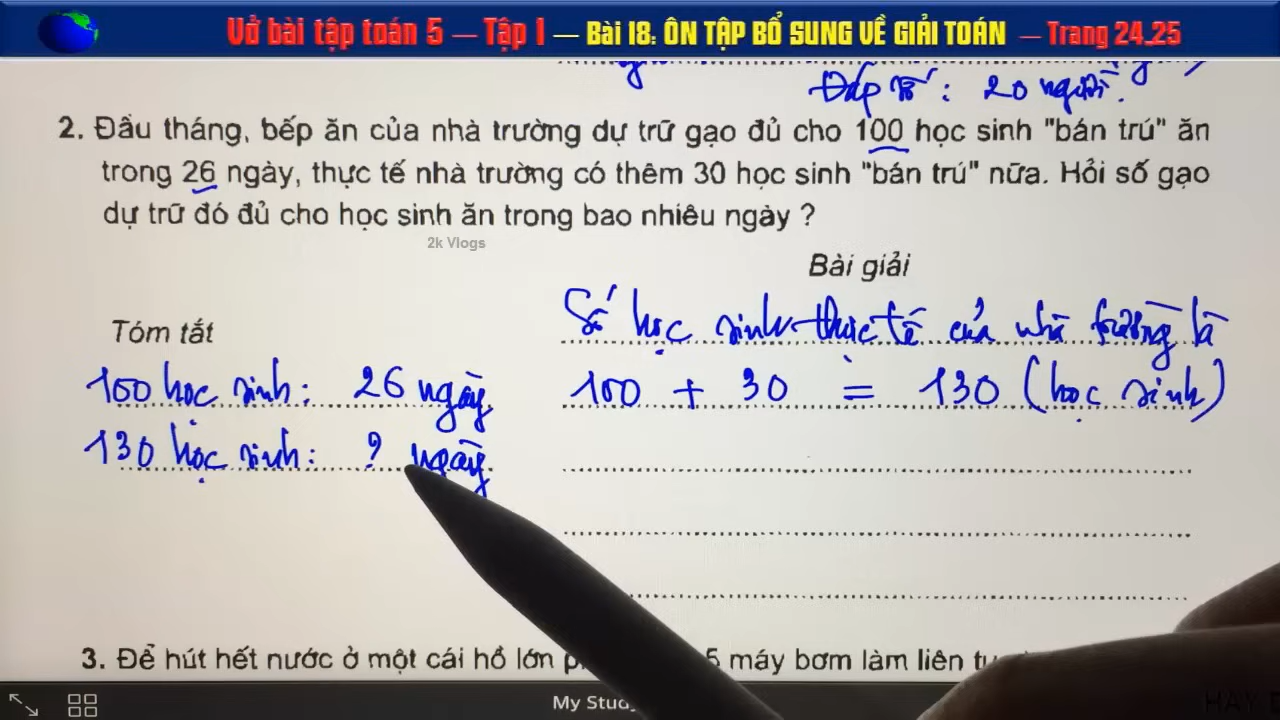 Vở bài tập toán 5 — Tập 1 — Bài 18: ÔN TẬP BỔ SUNG VỀ GIẢI TOÁN — Trang 24,25
Đáp số: 20 người.
2. Đầu tháng, bếp ăn của nhà trường dự trữ gạo đủ cho 100 học sinh "bán trú" ăn
trong 26 ngày, thực tế nhà trường có thêm 30 học sinh "bán trú" nữa. Hỏi số gạo
dự trữ đó đủ cho học sinh ăn trong bao nhiêu ngày ?
2k Vlogs
Bài giải
Số học sinh thực tế của nhà trường là
Tóm tắt
100 học sinh: 26 ngày
100 + 30 = 130 (học sinh)
130 học sinh: ? ngày
3. Để hút hết nước ở một cái hồ lớn 5 máy bơm làm liên
My Stud